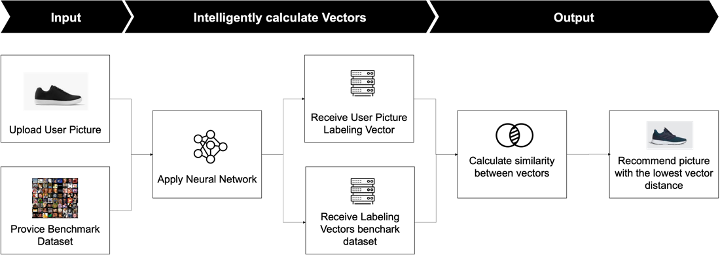 Input
Intelligently calculate Vectors
Output
Upload User Picture
Provice Benchmark
Dataset
Apply Neural Network
Receive User Picture
Labeling Vector
Receive Labeling
Vectors benchark
dataset
Calculate similarity
between vectors
Recommend picture
with the lowest vector
distance